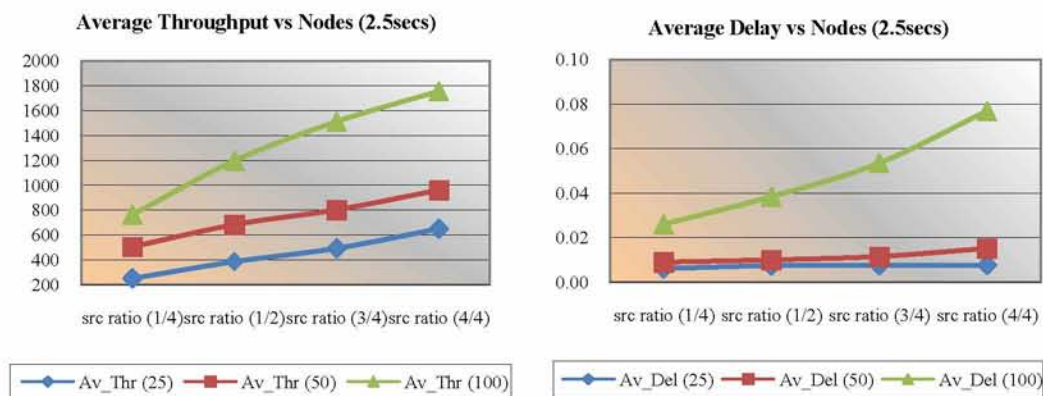 Average Throughput vs Nodes (2.5secs)
2000
1800
1600
1400
1200
1000
800
600
400
200
src ratio (1/4) src ratio (1/2) src ratio (3/4) src ratio (4/4)
Av_Thr (25) Av_Thr (50) Av_Thr (100)
Average Delay vs Nodes (2.5secs)
0.10
0.08
0.06
0.04
0.02
0.00
src ratio (1/4) src ratio (1/2) src ratio (3/4) src ratio (4/4)
Av_Del (25) Av_Del (50) Av_Del (100)